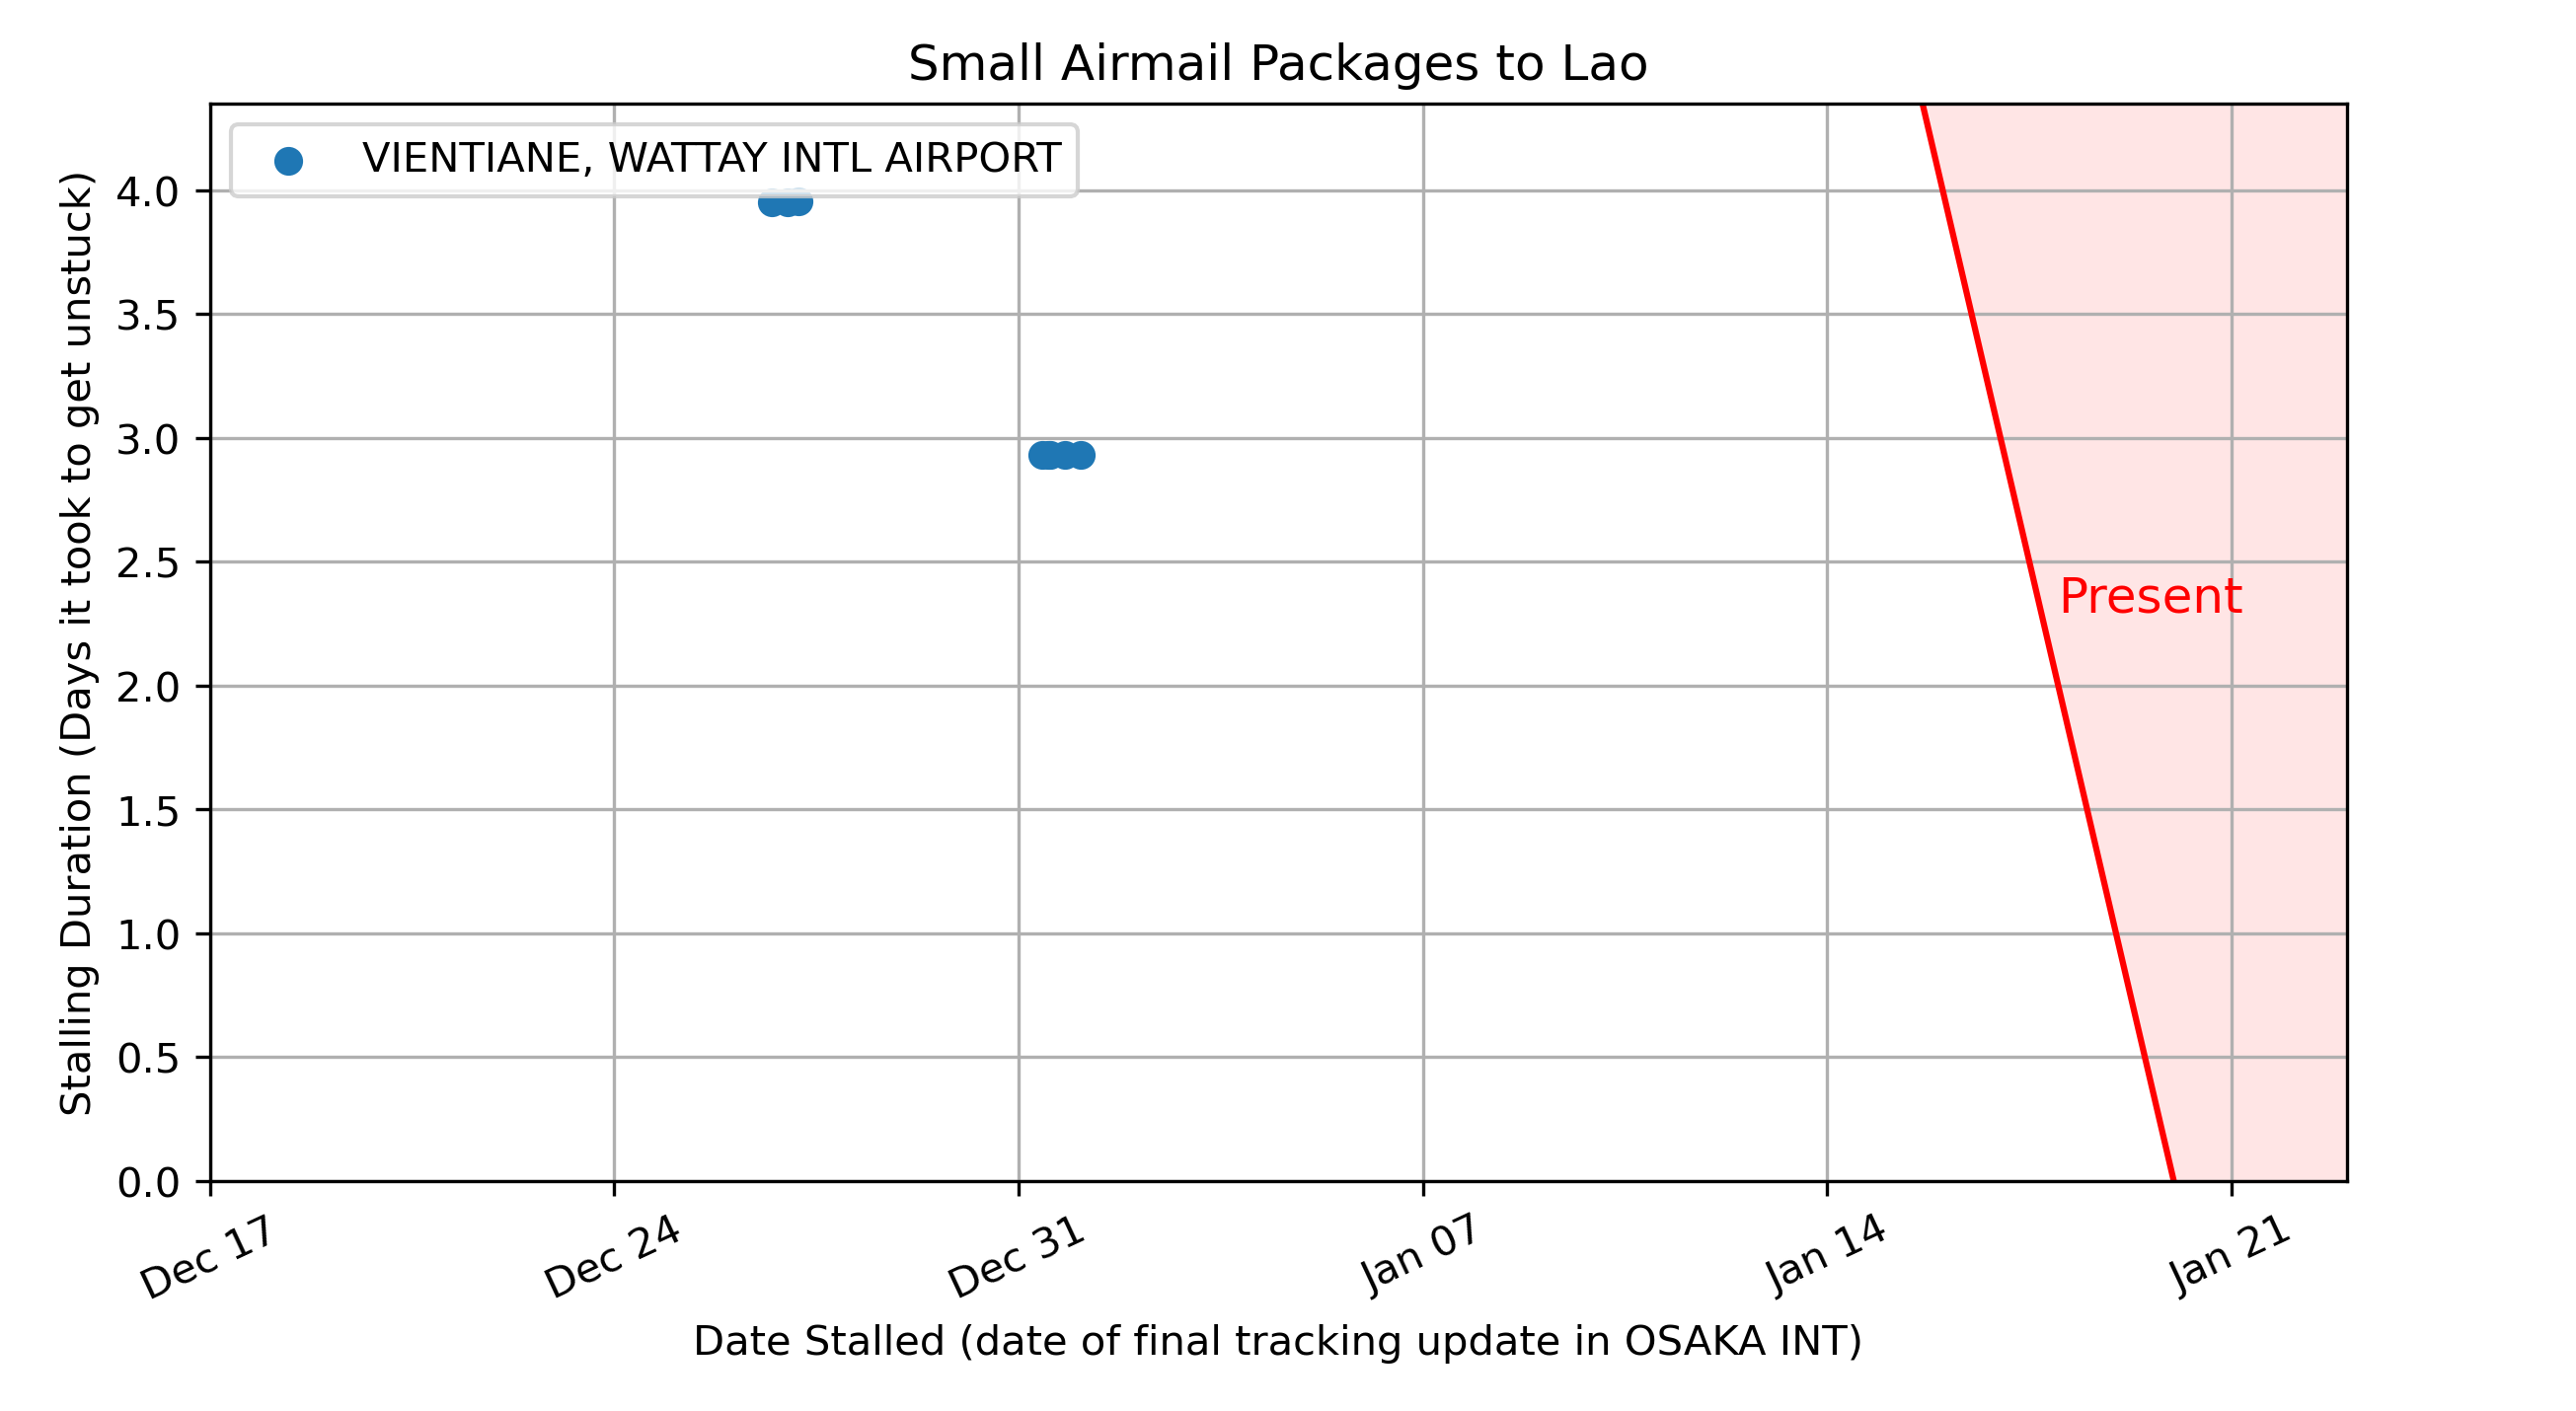 Small Airmail Packages to Lao
VIENTIANE, WATTAY INTL AIRPORT
Stalling Duration (Days it took to get unstuck)
4.0
3.5
3.0
2.5
2.0
1.5
1.0
0.5
0.0
Present
Dec 17
Dec 24
Dec 31
Jan 07
Jan 14
Jan 21
Date Stalled (date of final tracking update in OSAKA INT)